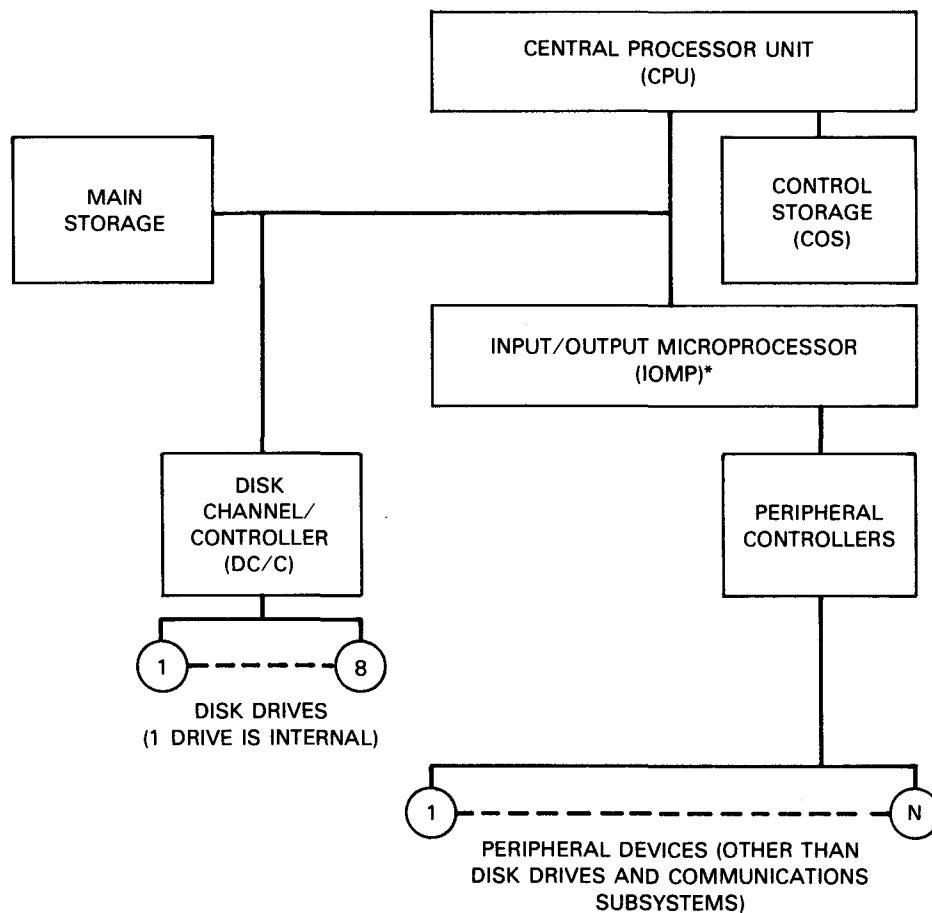 CENTRAL PROCESSOR UNIT
(CPU)
MAIN
STORAGE
CONTROL
STORAGE
(COS)
INPUT/OUTPUT MICROPROCESSOR
(IOMP)*
DISK
CHANNEL/
CONTROLLER
(DC/C)
PERIPHERAL
CONTROLLERS
1
8
DISK DRIVES
(1 DRIVE IS INTERNAL)
1
N
PERIPHERAL DEVICES (OTHER THAN
DISK DRIVES AND COMMUNICATIONS
SUBSYSTEMS)